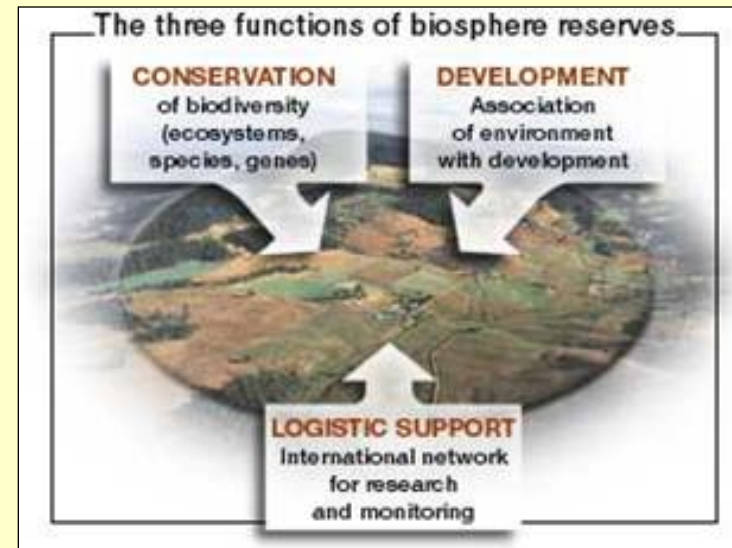 The three functions of biosphere reserves
CONSERVATION
of biodiversity
(ecosystems,
species, genes)
DEVELOPMENT
Association
of environment
with development
LOGISTIC SUPPORT
International network
for research
and monitoring